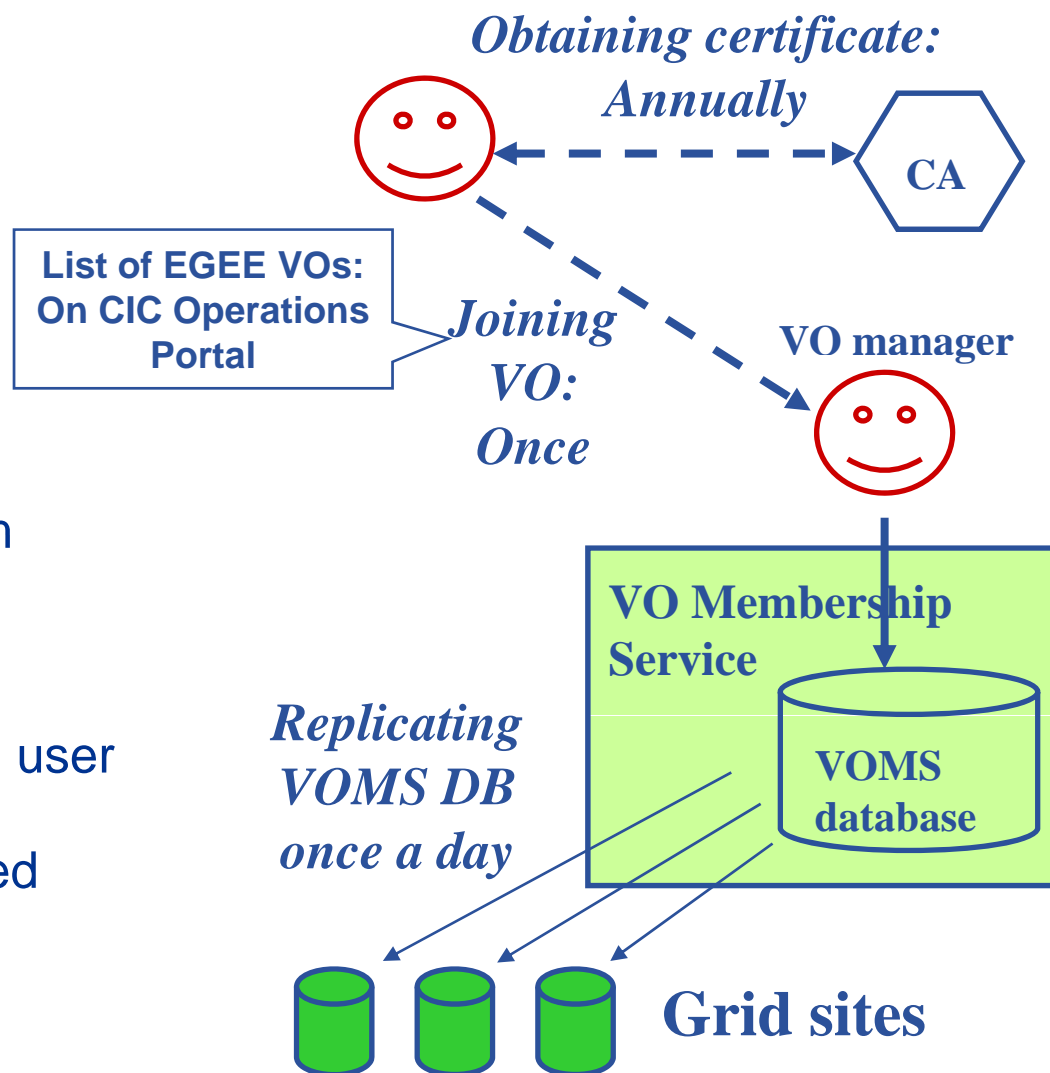 Obtaining certificate:
Annually
CA
List of EGEE VOs:
On CIC Operations
Portal
Joining
VO:
Once
VO manager
VO Membership
Service
user
Replicating
VOMS DB
once a day
VOMS
database
Grid sites